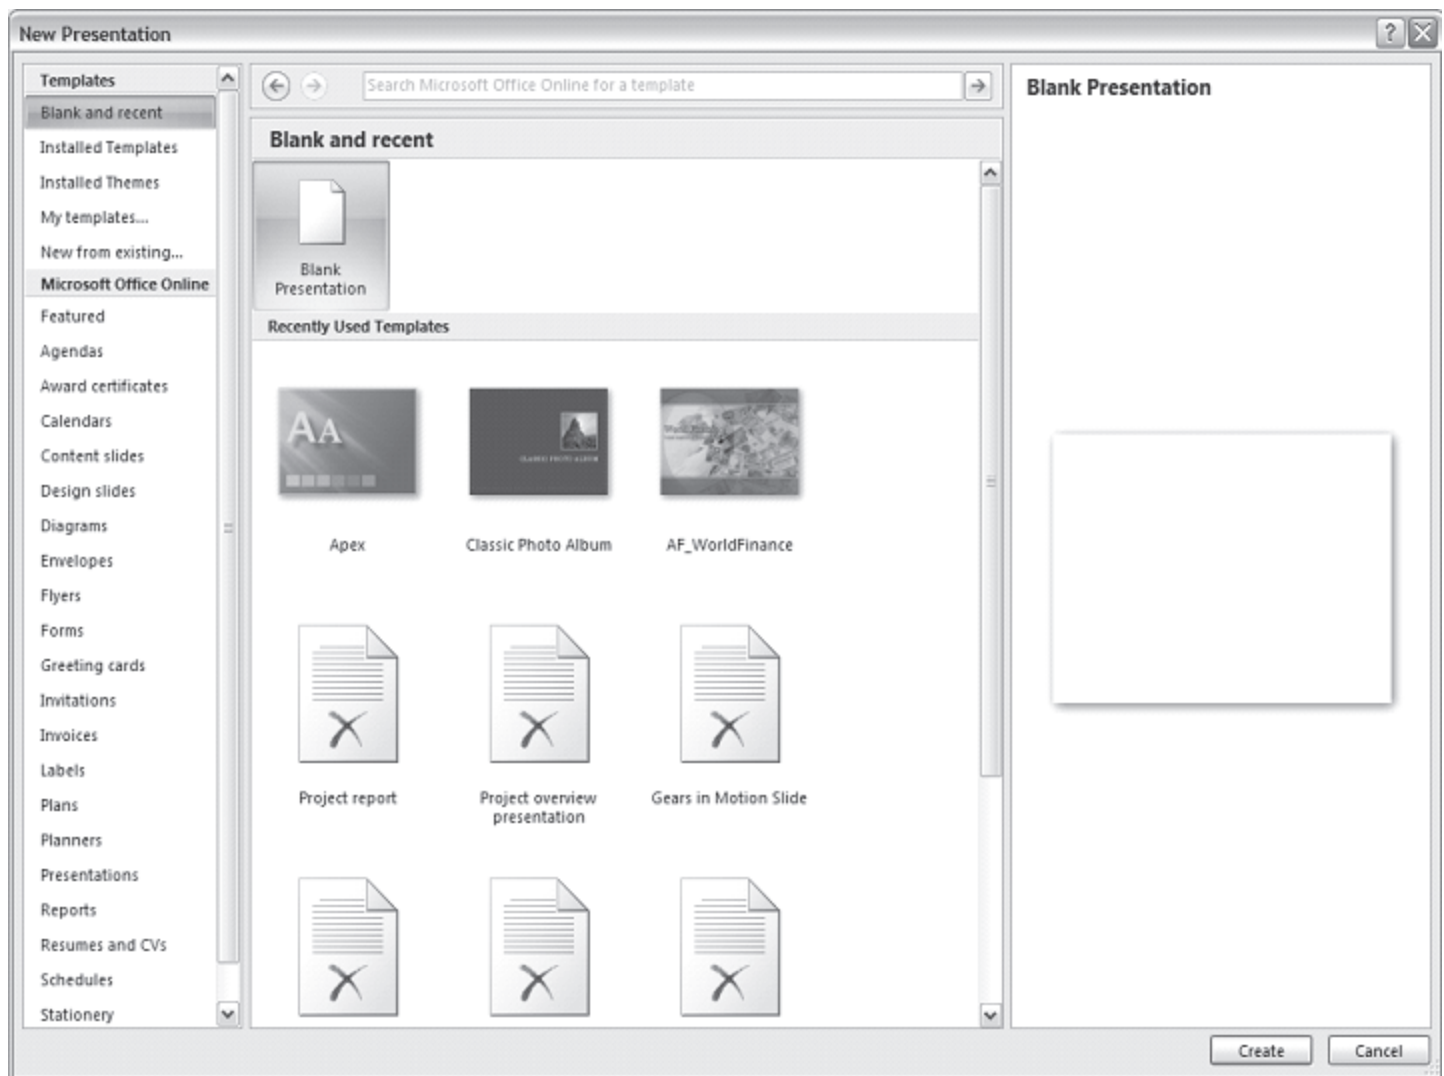 New Presentation
?
Templates
Blank and recent
Installed Templates
Installed Themes
My templates...
New from existing...
Microsoft Office Online
Featured
Agendas
Award certificates
Calendars
Content slides
Design slides
Diagrams
Envelopes
Flyers
Forms
Greeting cards
Invitations
Invoices
Labels
Plans
Planners
Presentations
Reports
Resumes and CVs
Schedules
Stationery
Search Microsoft Office Online for a template
Blank and recent
Blank
Presentation
Recently Used Templates
AA
CLASSIC PHOTO ALBUM
Apex
Classic Photo Album
AF_WorldFinance
Project report
Project overview
presentation
Gears in Motion Slide
Blank Presentation
Create
Cancel